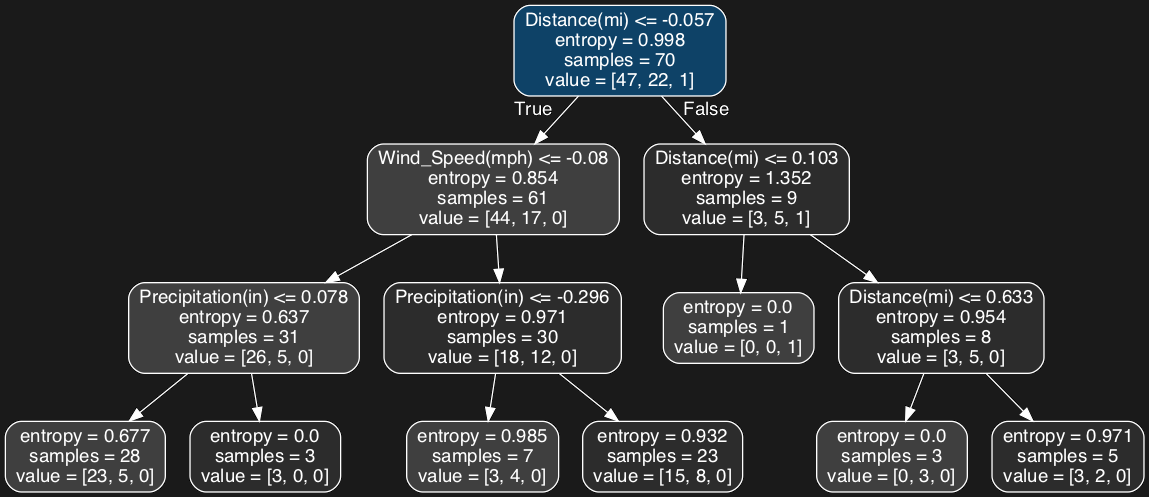 Distance(mi) <= -0.057
entropy = 0.998
samples = 70
value = [47, 22, 1]
True
False
Wind_Speed(mph) <= -0.08
entropy = 0.854
samples = 61
value = [44, 17, 0]
Distance(mi) <= 0.103
entropy = 1.352
samples = 9
value = [3, 5, 1]
Precipitation(in) <= 0.078
entropy = 0.637
samples = 31
value = [26, 5, 0]
Precipitation(in) <= -0.296
entropy = 0.971
samples = 30
value = [18, 12, 0]
entropy = 0.0
samples = 1
value = [0, 0, 1]
Distance(mi) <= 0.633
entropy = 0.954
samples = 8
value = [3, 5, 0]
entropy = 0.677
samples = 28
value = [23, 5, 0]
entropy = 0.0
samples = 3
value = [3, 0, 0]
entropy = 0.985
samples = 7
value = [3, 4, 0]
entropy = 0.932
samples = 23
value = [15, 8, 0]
entropy = 0.0
samples = 3
value = [0, 3, 0]
entropy = 0.971
samples = 5
value = [3, 2, 0]